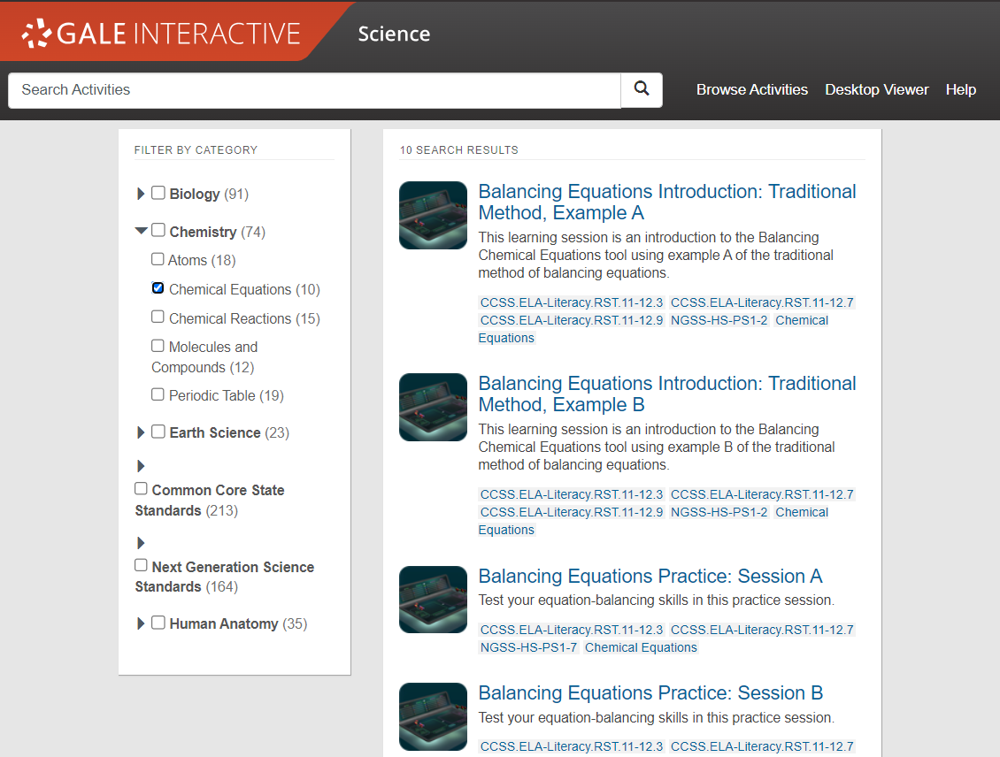 GALE INTERACTIVE
Science
Search Activities
Browse Activities
Desktop Viewer
Help
FILTER BY CATEGORY
Biology (91)
Chemistry (74)
Atoms (18)
Chemical Equations (10)
Chemical Reactions (15)
Molecules and
Compounds (12)
Periodic Table (19)
Earth Science (23)
Common Core State
Standards (213)
Next Generation Science
Standards (164)
Human Anatomy (35)
10 SEARCH RESULTS
Balancing Equations Introduction: Traditional
Method, Example A
This learning session is an introduction to the Balancing
Chemical Equations tool using example A of the traditional
method of balancing equations.
CCSS.ELA-Literacy.RST.11-12.3 CCSS.ELA-Literacy.RST.11-12.7
CCSS.ELA-Literacy.RST.11-12.9 NGSS-HS-PS1-2 Chemical
Equations
Balancing Equations Introduction: Traditional
Method, Example B
This learning session is an introduction to the Balancing
Chemical Equations tool using example B of the traditional
method of balancing equations.
CCSS.ELA-Literacy.RST.11-12.3 CCSS.ELA-Literacy.RST.11-12.7
CCSS.ELA-Literacy.RST.11-12.9 NGSS-HS-PS1-2 Chemical
Equations
Balancing Equations Practice: Session A
Test your equation-balancing skills in this practice session.
CCSS.ELA-Literacy.RST.11-12.3 CCSS.ELA-Literacy.RST.11-12.7
NGSS-HS-PS1-7 Chemical Equations
Balancing Equations Practice: Session B
Test your equation-balancing skills in this practice session.
CCSS.ELA-Literacy.RST.11-12.3 CCSS.ELA-Literacy.RST.11-12.7